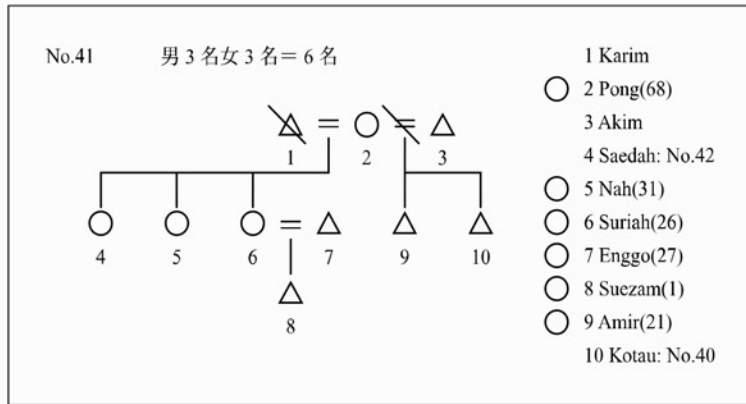 No.41 男 3 名女 3 名＝ 6 名
1 Karim
2 Pong(68)
3 Akim
4 Saedah: No.42
5 Nah(31)
6 Suriah(26)
7 Enggo(27)
8 Suezam(1)
9 Amir(21)
10 Kotau: No.40
1 2 3
4 5 6 7 9 10
8